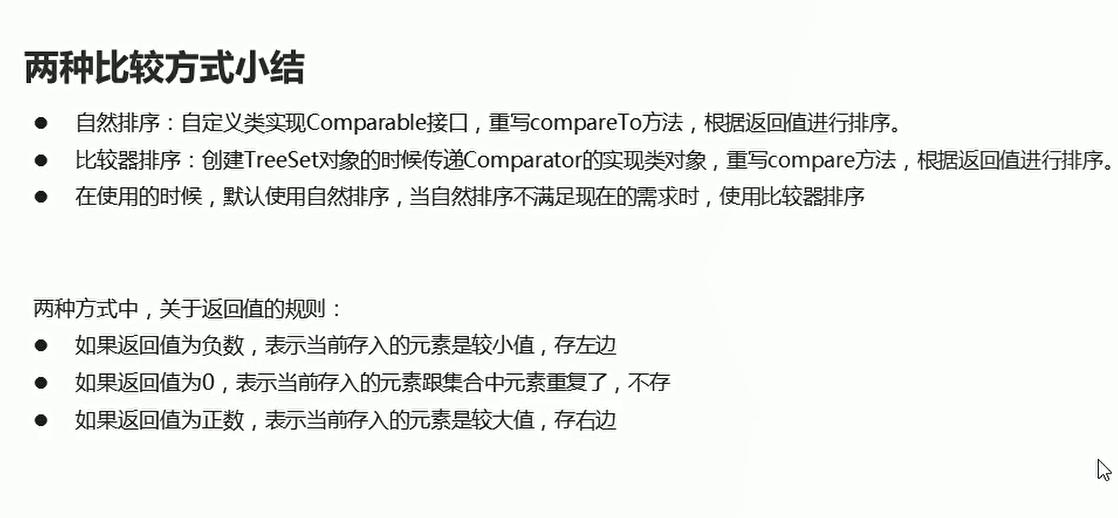 两种比较方式小结
● 自然排序：自定义类实现Comparable接口，重写compareTo方法，根据返回值进行排序。
● 比较器排序：创建TreeSet对象的时候传递Comparator的实现类对象，重写compare方法，根据返回值进行排序。
● 在使用的时候，默认使用自然排序，当自然排序不满足现在的需求时，使用比较器排序
两种方式中，关于返回值的规则：
● 如果返回值为负数，表示当前存入的元素是较小值，存左边
● 如果返回值为0，表示当前存入的元素跟集合中元素重复了，不存
● 如果返回值为正数，表示当前存入的元素是较大值，存右边